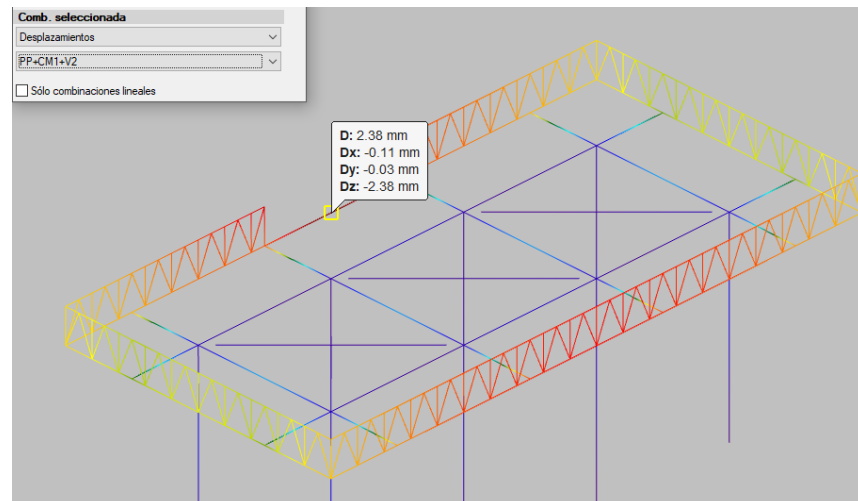 Comb. seleccionada
Desplazamientos
PP+CM1+V2
Sólo combinaciones lineales
D: 2.38 mm
Dx: -0.11 mm
Dy: -0.03 mm
Dz: -2.38 mm